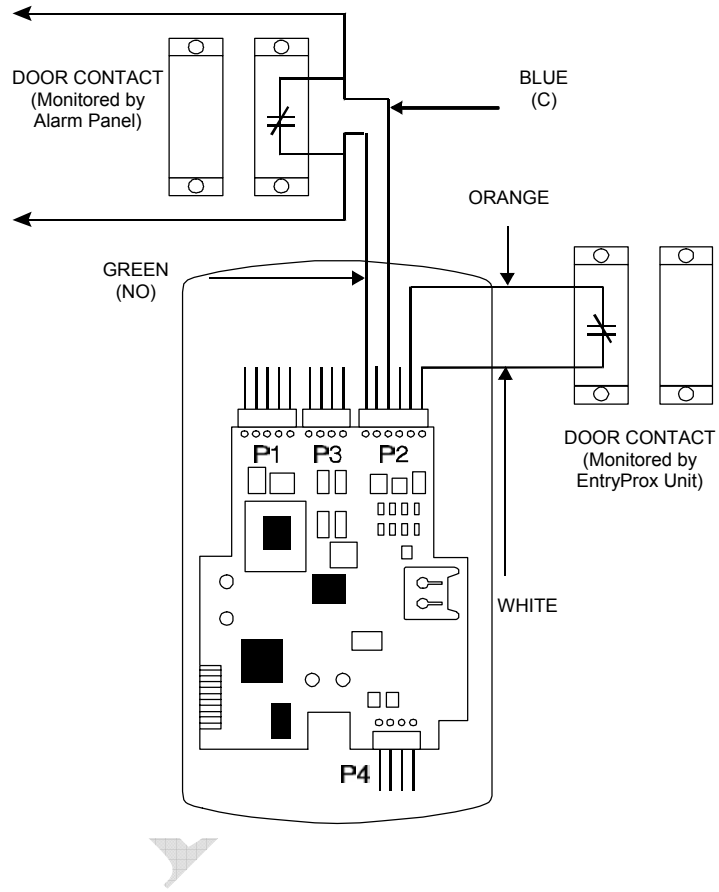 DOOR CONTACT
(Monitored by
Alarm Panel)
BLUE
(C)
ORANGE
GREEN
(NO)
DOOR CONTACT
(Monitored by
EntryProx Unit)
P1
P3
P2
WHITE
P4